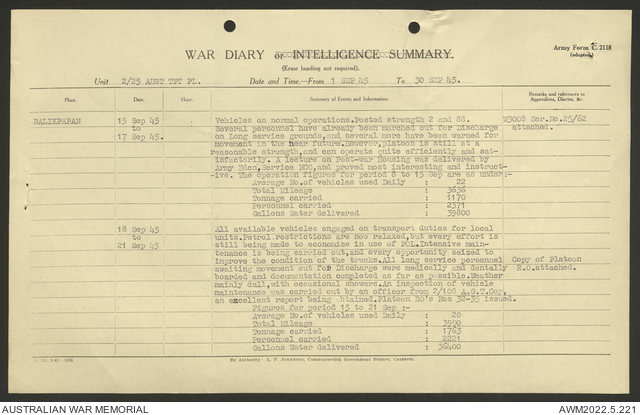 WAR DIARY or INTELLIGENCE SUMMARY.
Army Form C. 2118
(adapted)
(Erase heading not required).
Unit 2/25 AUST TPT PL. Date and Time.—From 1 SEP 45 To 30 SEP 45.
Place. Date. Hour. Summary of Events and Information. Remarks and references to Appendices, Diaries, &c.
BALIKPAPAN 15 Sep 45 Vehicles on normal operations.Posted strength 2 and 88. W3008 Ser.No.25/62
to Several personnel have already been marched out for Discharge attached.
17 Sep 45. on Long service grounds,and several more have been warned for
movement in the near future.However,platoon is still at a
reasonable strength,and can operate quite efficiently and sat-
isfactorily. A lecture on Post-war Housing was delivered by
Army Educ,Service NCO,and proved most interesting and instruct-
ive. The operation figures for period 8 to 15 Sep are as under:-
Average No.of vehicles used Daily : 22
Total Mileage : 3636
Tonnage carried : 1170
Personnel carried : 2371
Gallons Water delivered : 39800
18 Sep 45 All available vehicles engaged on transport duties for local
to units.Petrol.restrictions are now relaxed,but every effort is
21 Sep 45 still being made to economise in use of POL.Intensive main-
tenance is being carried out,and every opportunity seized to
improve the condition of the trucks.All long service personnel Copy of Platoon
awaiting movement out for Discharge were medically and dentally R.O.attached.
boarded and documentation completed as far as possible.Weather
mainly dull,with occasional showers.An inspection of vehicle
maintenance was carried by an officer from 2/108 A.G.T.Coy,
an excellent report being obtained.Platoon RO's Nos 32-35 issued.
Figures for period 15 to 21 Sep :-
Average No.of vehicles used Daily : 20
Total Mileage : 3990
Tonnage carried : 1765
Personnel carried : 2221
Gallons Water delivered : 36400
By Authority : L. F. Johnston, Commonwealth Government Printer, Canberra.
AUSTRALIAN WAR MEMORIAL AWM2022.5.221